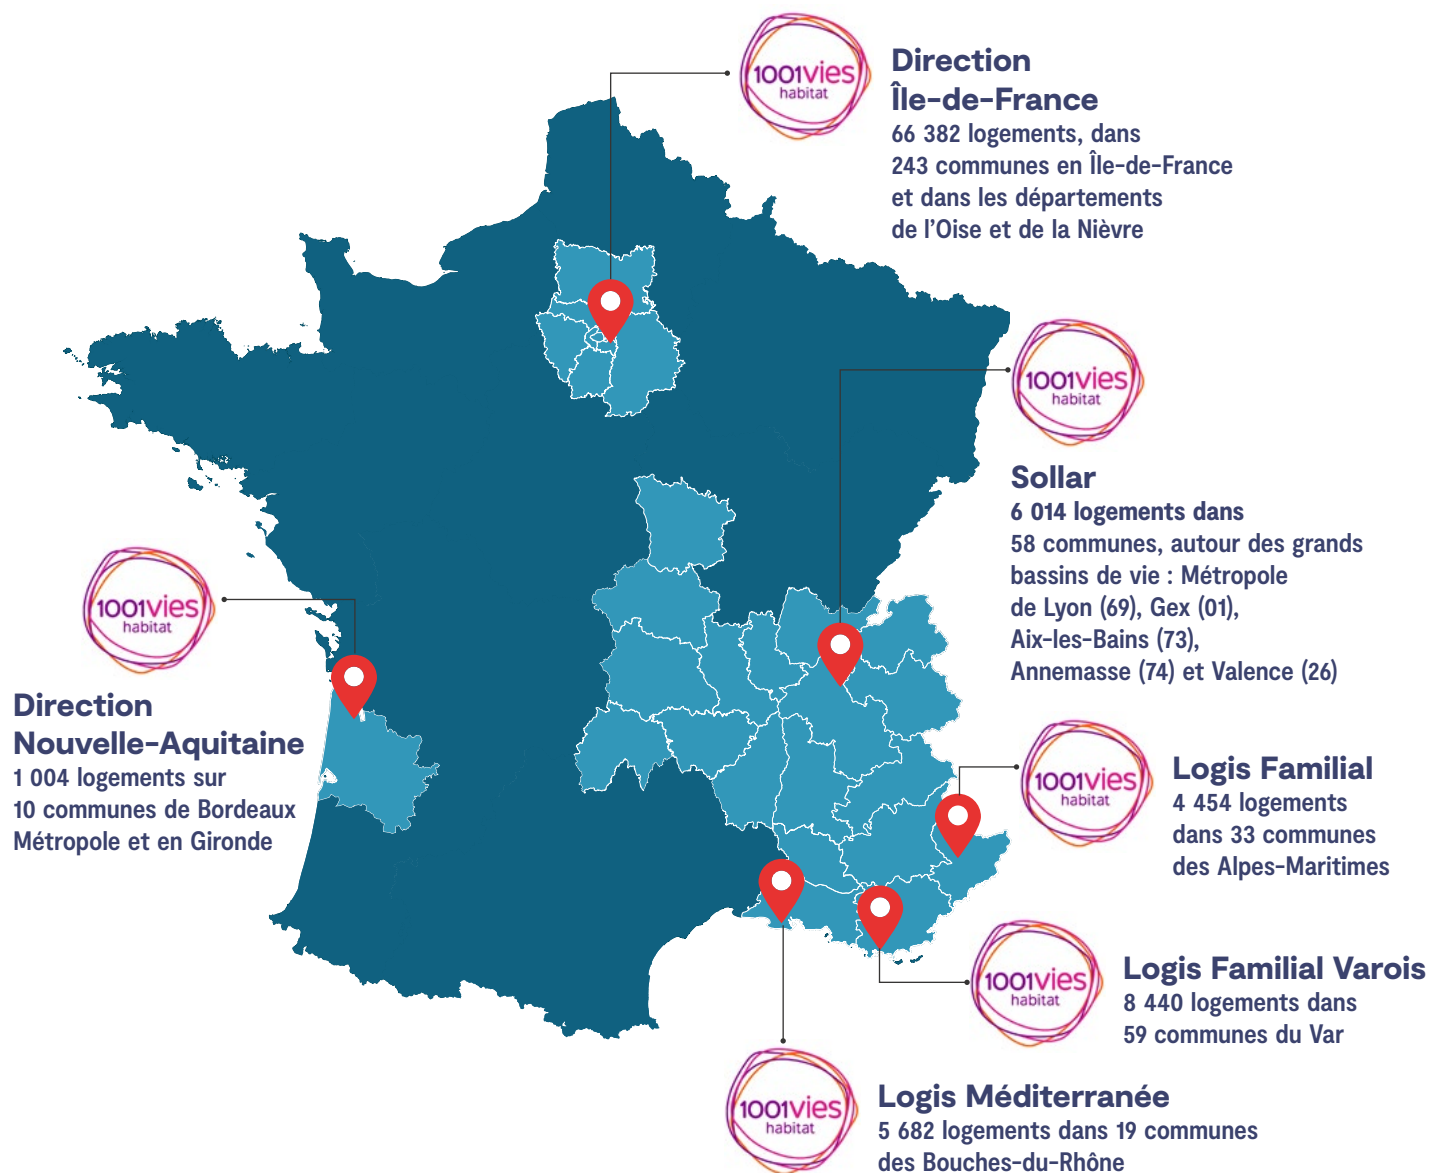 1001vies
habitat
Direction
Île-de-France
66 382 logements, dans
243 communes en Île-de-France
et dans les départements
de l'Oise et de la Nièvre
1001vies
habitat
Sollar
6 014 logements dans
58 communes, autour des grands
bassins de vie : Métropole
de Lyon (69), Gex (01),
Aix-les-Bains (73),
Annemasse (74) et Valence (26)
1001vies
habitat
Direction
Nouvelle-Aquitaine
1 004 logements sur
10 communes de Bordeaux
Métropole et en Gironde
1001vies
habitat
Logis Familial
4 454 logements
dans 33 communes
des Alpes-Maritimes
1001vies
habitat
Logis Familial Varois
8 440 logements dans
59 communes du Var
1001vies
habitat
Logis Méditerranée
5 682 logements dans 19 communes
des Bouches-du-Rhône